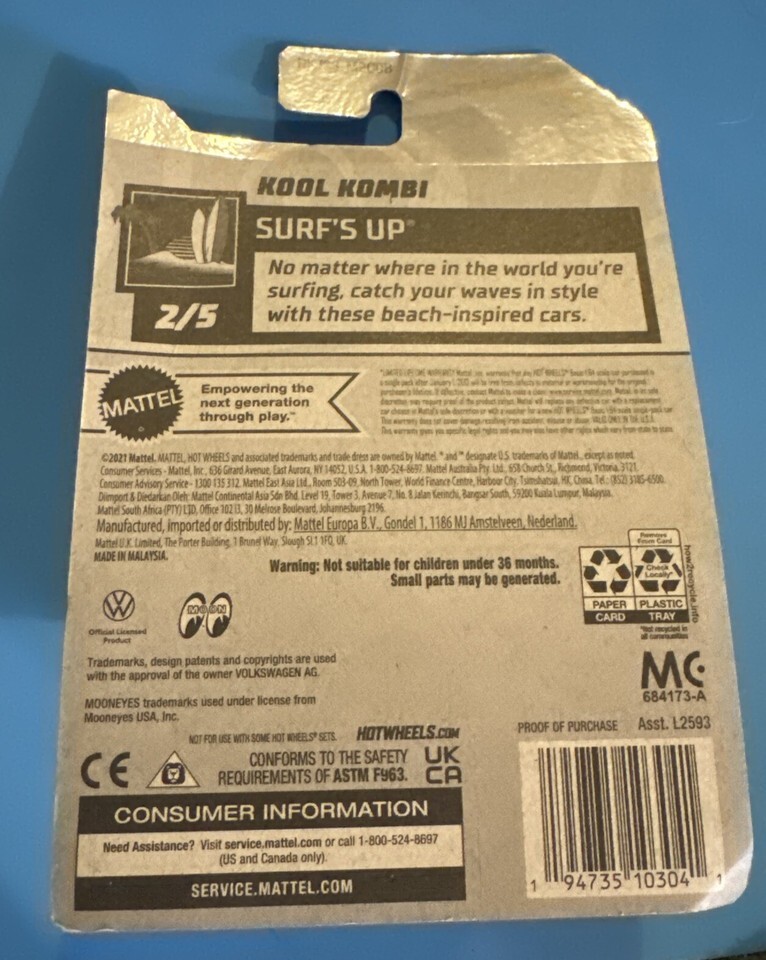 KOOL KOMBI
SURF'S UP®
No matter where in the world you're
surfing, catch your waves in style
with these beach-inspired cars.
2/5
MATTEL
Empowering the
next generation
through play.™
©2021 Mattel. MATTEL, HOT WHEELS and associated trademarks and trade dress are owned by Mattel. ® and ™ designate U.S. trademarks of Mattel, except as noted.
Consumer Services - Mattel, Inc., 636 Girard Avenue, East Aurora, NY 14052, U.S.A. 1-800-524-8697. Mattel Australia Pty. Ltd., 658 Church St., Richmond, Victoria, 3121.
Consumer Advisory Service - 1300 135 312. Mattel East Asia Ltd., Room 503-09, North Tower, World Finance Centre, Harbour City, Tsimshatsui, HK, China. Tel.: (852) 3185-6500.
Diimport & Diedarkan Oleh: Mattel Continental Asia Sdn Bhd. Level 19, Tower 3, Avenue 7, No. 8 Jalan Kerinchi, Bangsar South, 59200 Kuala Lumpur, Malaysia.
Mattel South Africa (PTY) LTD, Office 102 I3, 30 Melrose Boulevard, Johannesburg 2196.
Manufactured, imported or distributed by: Mattel Europa B.V., Gondel 1, 1186 MJ Amstelveen, Nederland.
Mattel U.K. Limited, The Porter Building, 1 Brunel Way, Slough SL1 1FQ, UK.
MADE IN MALAYSIA.
Warning: Not suitable for children under 36 months.
Small parts may be generated.
Remove
From Card
Check
Locally*
how2recycle.info
PAPER
CARD
PLASTIC
TRAY
*Not recycled in
all communities
Official Licensed
Product
MOON
Trademarks, design patents and copyrights are used
with the approval of the owner VOLKSWAGEN AG.
MC
684173-A
MOONEYES trademarks used under license from
Mooneyes USA, Inc.
NOT FOR USE WITH SOME HOT WHEELS® SETS.
HOTWHEELS.COM
PROOF OF PURCHASE
Asst. L2593
CE
CONFORMS TO THE SAFETY
REQUIREMENTS OF ASTM F963.
UK
CA
CONSUMER INFORMATION
Need Assistance? Visit service.mattel.com or call 1-800-524-8697
(US and Canada only).
SERVICE.MATTEL.COM
1 94735 10304 1